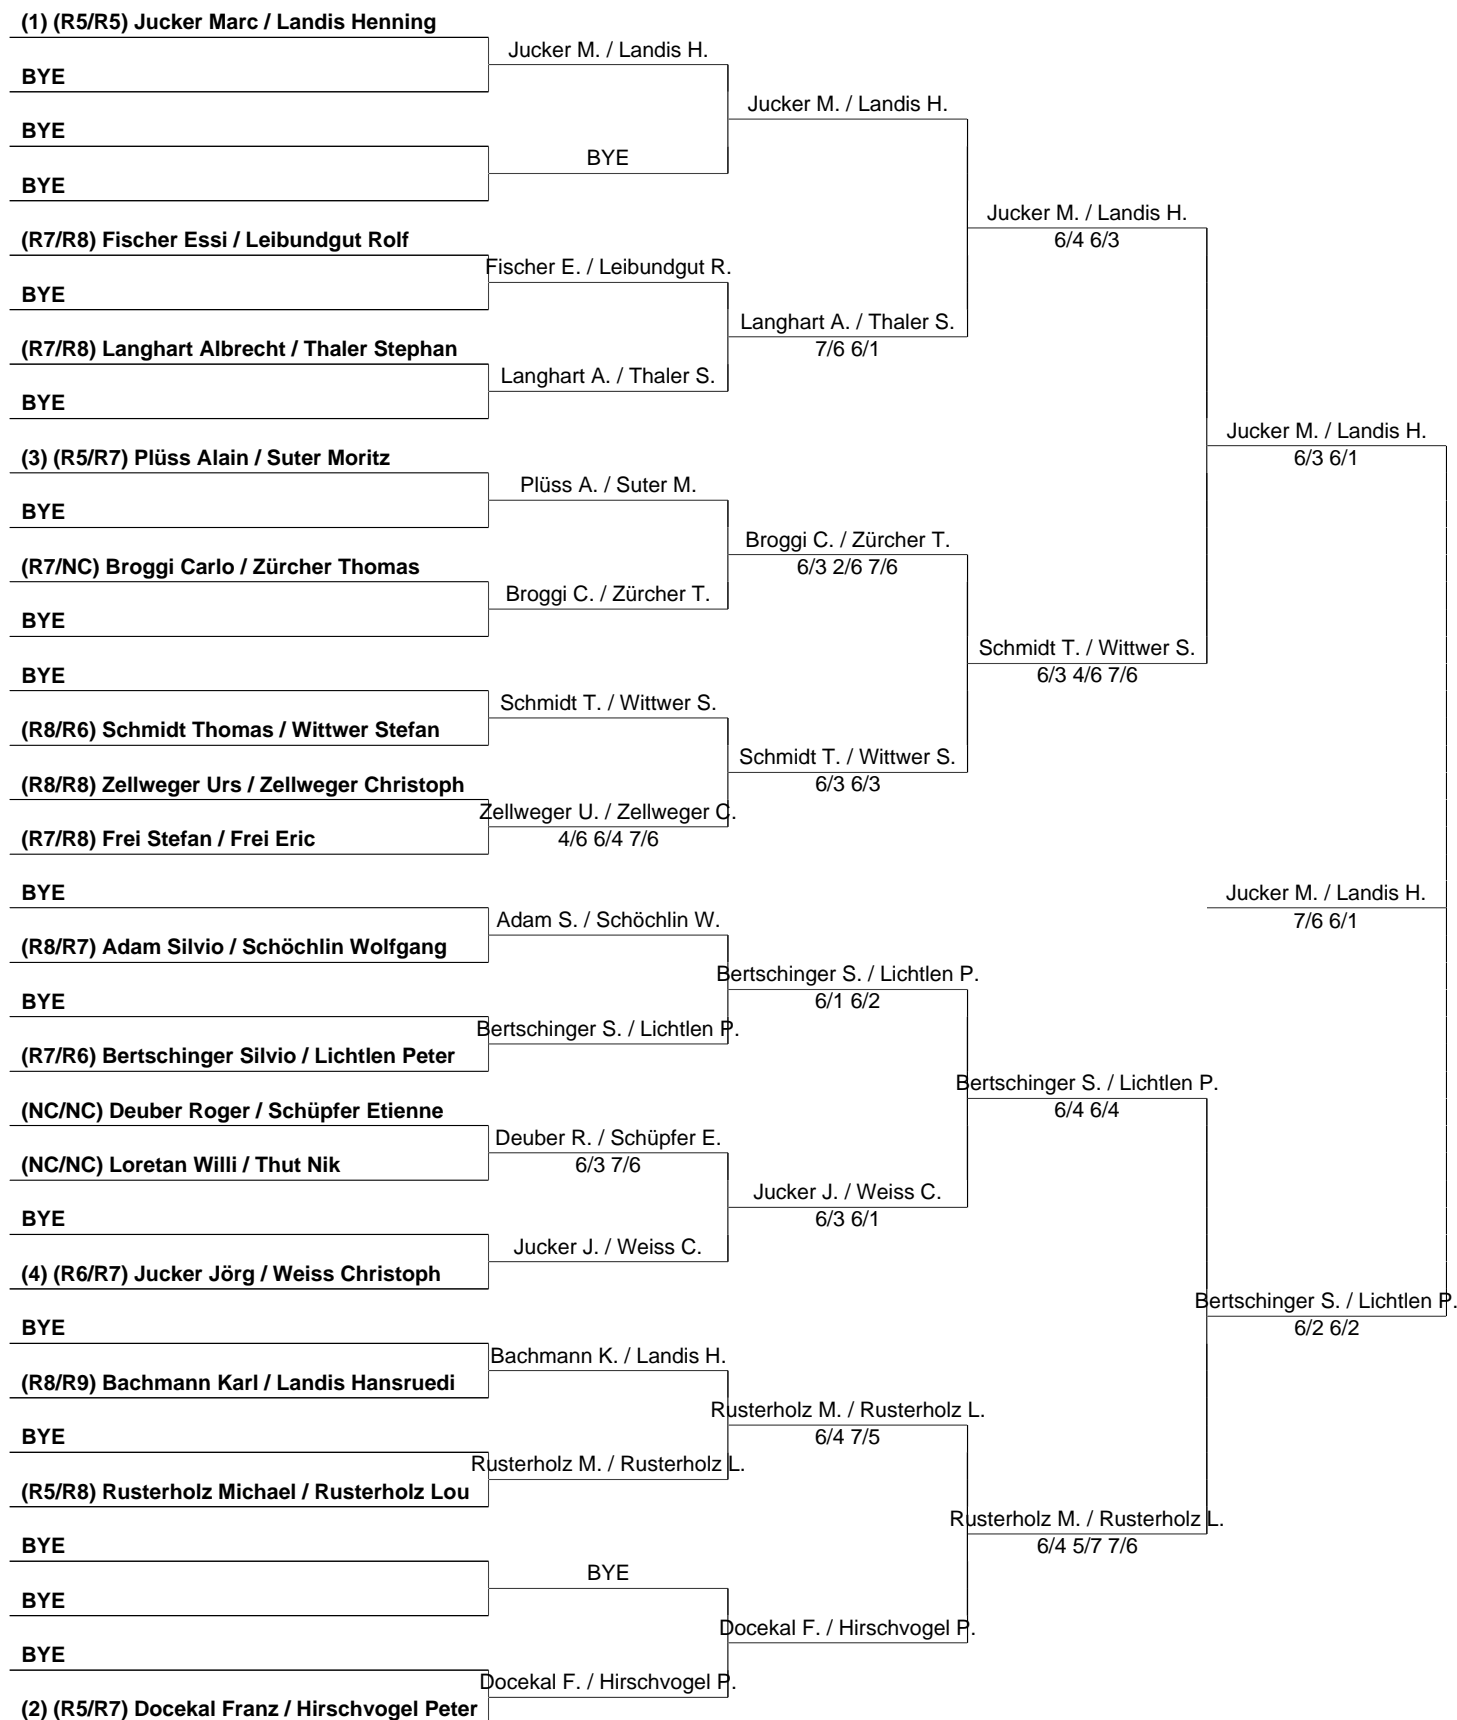 (1) (R5/R5) Jucker Marc / Landis Henning
Jucker M. / Landis H.
BYE
Jucker M. / Landis H.
BYE
BYE
BYE
Jucker M. / Landis H.
6/4 6/3
(R7/R8) Fischer Essi / Leibundgut Rolf
Fischer E. / Leibundgut R.
BYE
Langhart A. / Thaler S.
7/6 6/1
(R7/R8) Langhart Albrecht / Thaler Stephan
Langhart A. / Thaler S.
BYE
Jucker M. / Landis H.
6/3 6/1
(3) (R5/R7) Plüss Alain / Suter Moritz
Plüss A. / Suter M.
BYE
Broggi C. / Zürcher T.
6/3 2/6 7/6
(R7/NC) Broggi Carlo / Zürcher Thomas
Broggi C. / Zürcher T.
BYE
Schmidt T. / Wittwer S.
6/3 4/6 7/6
BYE
Schmidt T. / Wittwer S.
(R8/R6) Schmidt Thomas / Wittwer Stefan
Schmidt T. / Wittwer S.
6/3 6/3
(R8/R8) Zellweger Urs / Zellweger Christoph
Zellweger U. / Zellweger C.
4/6 6/4 7/6
(R7/R8) Frei Stefan / Frei Eric
BYE
Jucker M. / Landis H.
7/6 6/1
Adam S. / Schöchlin W.
(R8/R7) Adam Silvio / Schöchlin Wolfgang
Bertschinger S. / Lichtlen P.
6/1 6/2
BYE
Bertschinger S. / Lichtlen P.
(R7/R6) Bertschinger Silvio / Lichtlen Peter
Bertschinger S. / Lichtlen P.
6/4 6/4
(NC/NC) Deuber Roger / Schüpfer Etienne
Deuber R. / Schüpfer E.
6/3 7/6
(NC/NC) Loretan Willi / Thut Nik
Jucker J. / Weiss C.
6/3 6/1
BYE
Jucker J. / Weiss C.
(4) (R6/R7) Jucker Jörg / Weiss Christoph
Bertschinger S. / Lichtlen P.
6/2 6/2
BYE
Bachmann K. / Landis H.
(R8/R9) Bachmann Karl / Landis Hansruedi
Rusterholz M. / Rusterholz L.
6/4 7/5
BYE
Rusterholz M. / Rusterholz L.
(R5/R8) Rusterholz Michael / Rusterholz Lou
Rusterholz M. / Rusterholz L.
6/4 5/7 7/6
BYE
BYE
BYE
Docekal F. / Hirschvogel P.
BYE
Docekal F. / Hirschvogel P.
(2) (R5/R7) Docekal Franz / Hirschvogel Peter